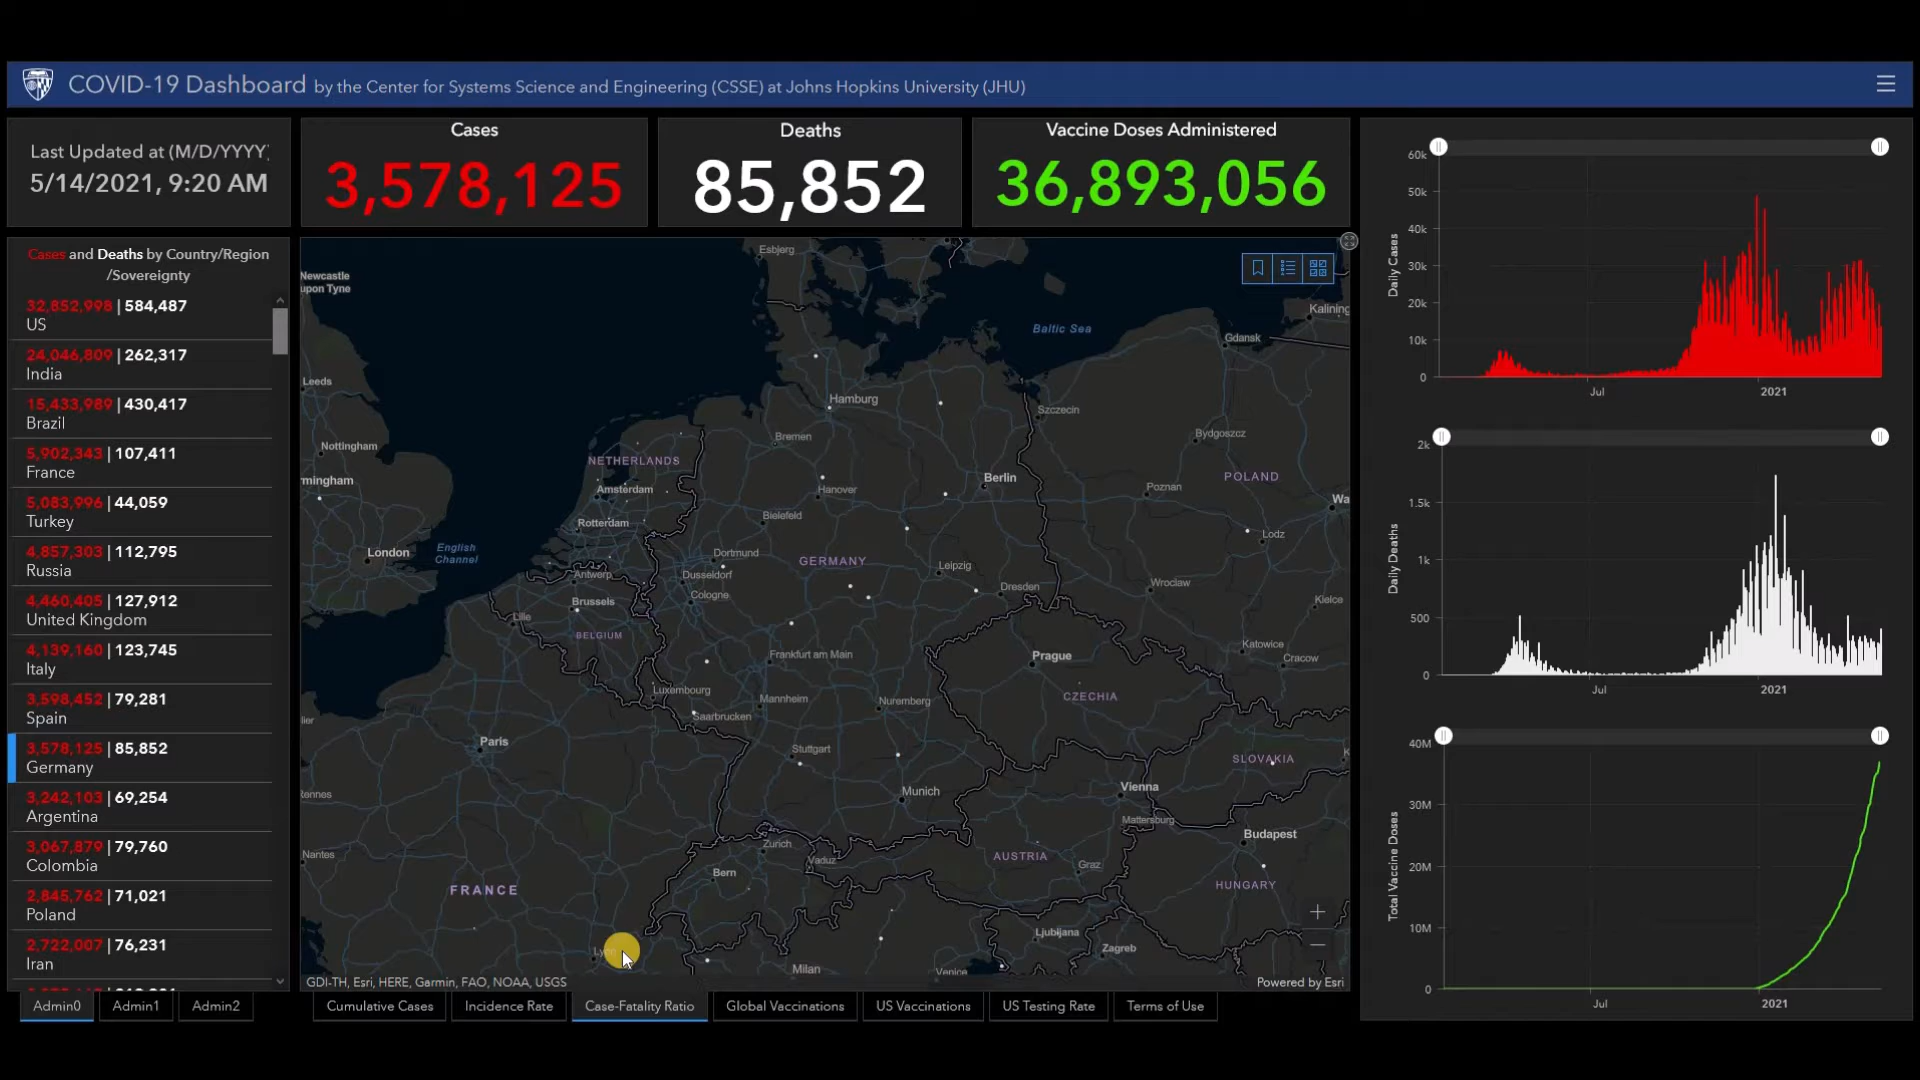 COVID-19 Dashboard by the Center for Systems Science and Engineering (CSSE) at Johns Hopkins University (JHU)
Last Updated at (M/D/YYYY)
5/14/2021, 9:20 AM
Cases
3,578,125
Deaths
85,852
Vaccine Doses Administered
36,893,056
Cases and Deaths by Country/Region
/Sovereignty
32,852,998 | 584,487
US
24,046,809 | 262,317
India
15,433,989 | 430,417
Brazil
5,902,343 | 107,411
France
5,083,996 | 44,059
Turkey
4,857,303 | 112,795
Russia
4,460,405 | 127,912
United Kingdom
4,139,160 | 123,745
Italy
3,598,452 | 79,281
Spain
3,578,125 | 85,852
Germany
3,242,103 | 69,254
Argentina
3,067,879 | 79,760
Colombia
2,845,762 | 71,021
Poland
2,722,007 | 76,231
Iran
Admin0
Admin1
Admin2
Esbjerg
Newcastle
upon Tyne
Baltic Sea
Kalining
Gdansk
Leeds
Hamburg
Szczecin
Bremen
Bydgoszcz
Nottingham
NETHERLANDS
rmingham
Amsterdam
Hanover
Berlin
Poznan
POLAND
Wa
Rotterdam
Bielefeld
Lodz
London
English
Channel
Dortmund
GERMANY
Leipzig
Antwerp
Dusseldorf
Dresden
Wroclaw
Cologne
Brussels
Kielce
Lille
BELGIUM
Frankfurt am Main
Prague
Katowice
Cracow
Luxembourg
Mannheim
Nuremberg
CZECHIA
Saarbrucken
lier
Paris
Stuttgart
SLOVAKIA
Munich
Vienna
Rennes
Mattersburg
Budapest
Zurich
Nantes
Vaduz
AUSTRIA
Graz
Bern
HUNGARY
FRANCE
Ljubljana
Zagreb
Milan
Venice
GDI-TH, Esri, HERE, Garmin, FAO, NOAA, USGS
Powered by Esri
Cumulative Cases
Incidence Rate
Case-Fatality Ratio
Global Vaccinations
US Vaccinations
US Testing Rate
Terms of Use
Daily Cases
60k
50k
40k
30k
20k
10k
0
Jul
2021
Daily Deaths
2k
1.5k
1k
500
0
Jul
2021
Total Vaccine Doses
40M
30M
20M
10M
0
Jul
2021